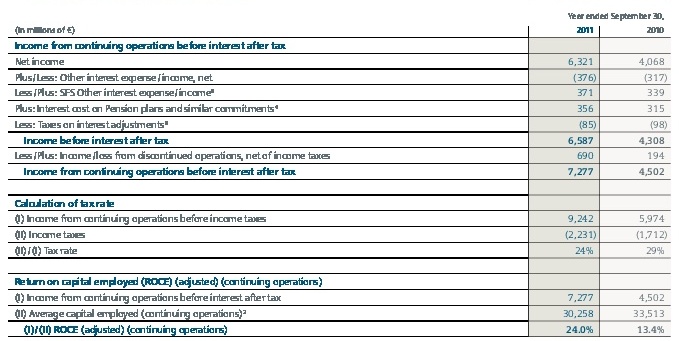 Year ended September 30,
(in millions of €) 2011 2010
Income from continuing operations before interest after tax
Net income 6,321 4,068
Plus/Less: Other interest expense/income, net (376) (317)
Less/Plus: SFS Other interest expense/income 371 339
Plus: Interest cost on Pension plans and similar commitments 356 315
Less: Taxes on interest adjustments (85) (98)
Income before interest after tax 6,587 4,308
Less/Plus: Income/loss from discontinued operations, net of income taxes 690 194
Income from continuing operations before interest after tax 7,277 4,502
Calculation of tax rate
(I) Income from continuing operations before income taxes 9,242 5,974
(II) Income taxes (2,231) (1,712)
(II)/(I) Tax rate 24% 29%
Return on capital employed (ROCE) (adjusted) (continuing operations)
(I) Income from continuing operations before interest after tax 7,277 4,502
(II) Average capital employed (continuing operations) 30,258 33,513
(I)/(II) ROCE (adjusted) (continuing operations) 24.0% 13.4%